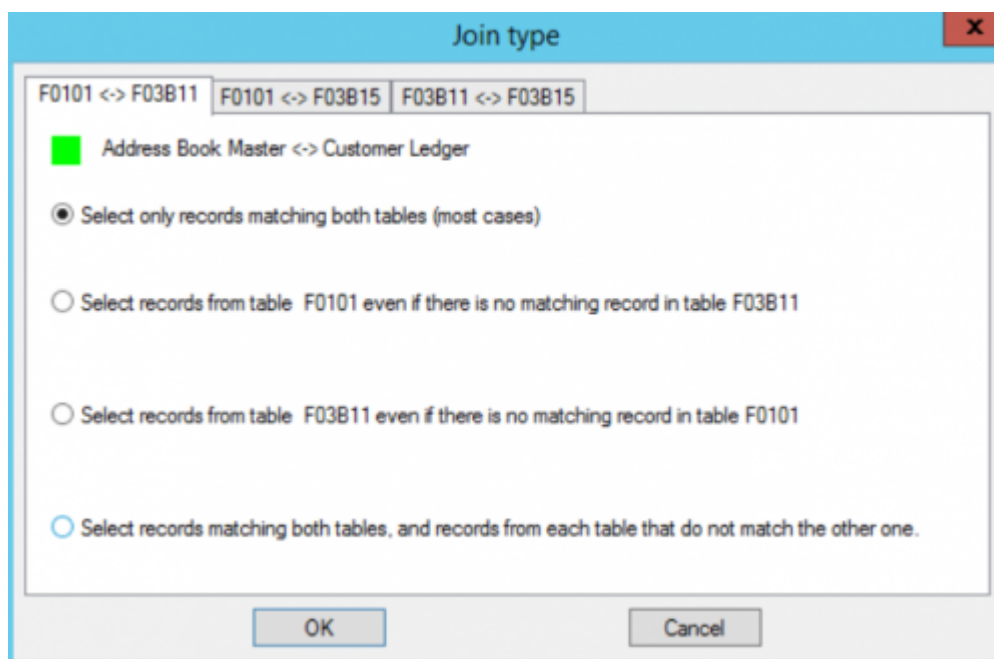 Join type
x
F0101 <-> F03B11
F0101 <-> F03B15
F03B11 <-> F03B15
Address Book Master <-> Customer Ledger
Select only records matching both tables (most cases)
Select records from table F0101 even if there is no matching record in table F03B11
Select records from table F03B11 even if there is no matching record in table F0101
Select records matching both tables, and records from each table that do not match the other one.
OK
Cancel